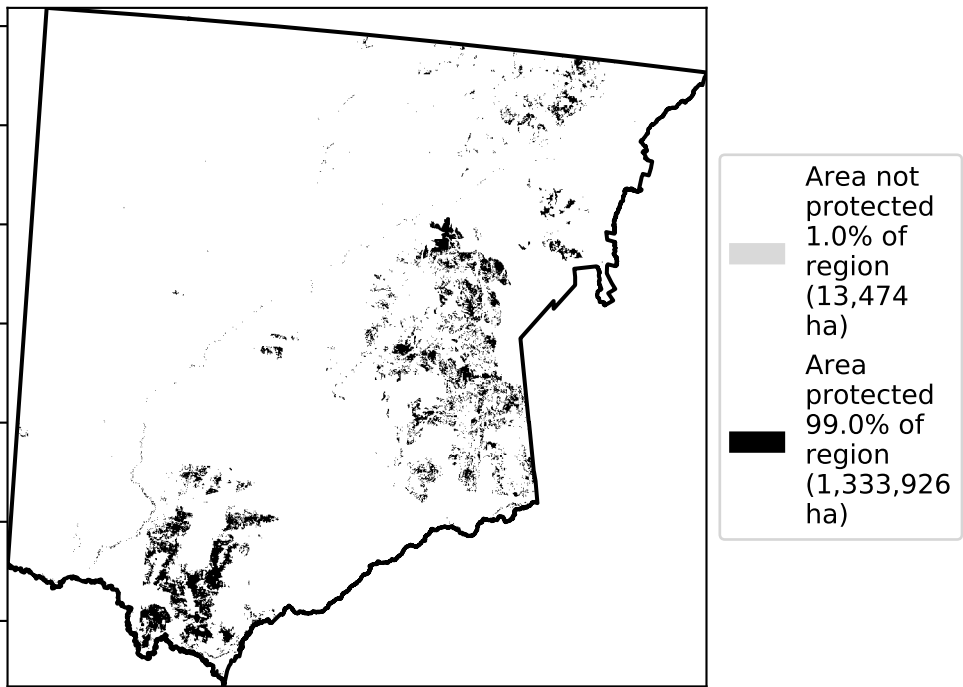 Area not
protected
1.0% of
region
(13,474
ha)
Area
protected
99.0% of
region
(1,333,926
ha)